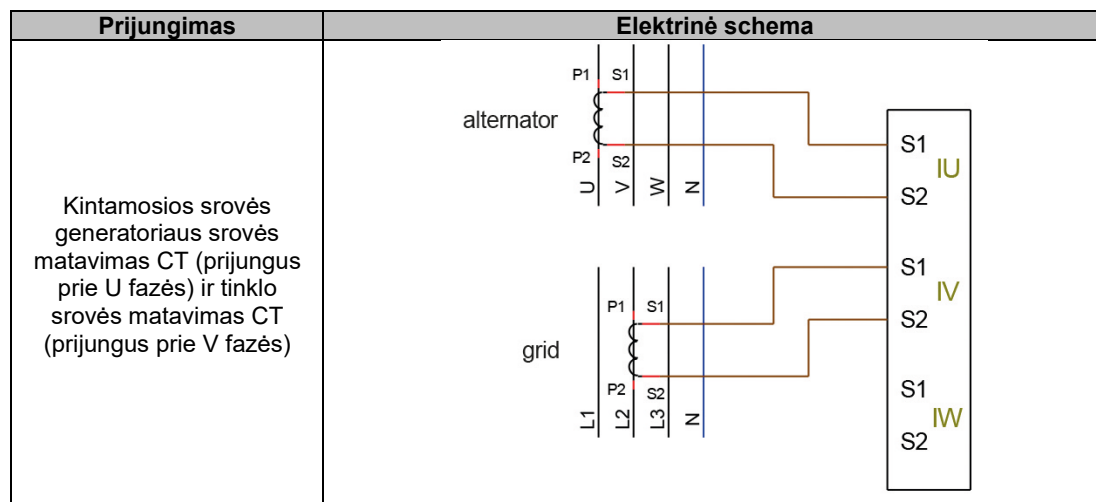 Prijungimas
Elektrinė schema
Kintamosios srovės
generatoriaus srovės
matavimas CT (prijungus
prie U fazės) ir tinklo
srovės matavimas CT
(prijungus prie V fazės)
P1 S1
alternator
P2 S2
U V W N
S1
IU
S2
P1 S1
grid
P2 S2
L1 L2 L3 N
S1
IV
S2
S1
IW
S2